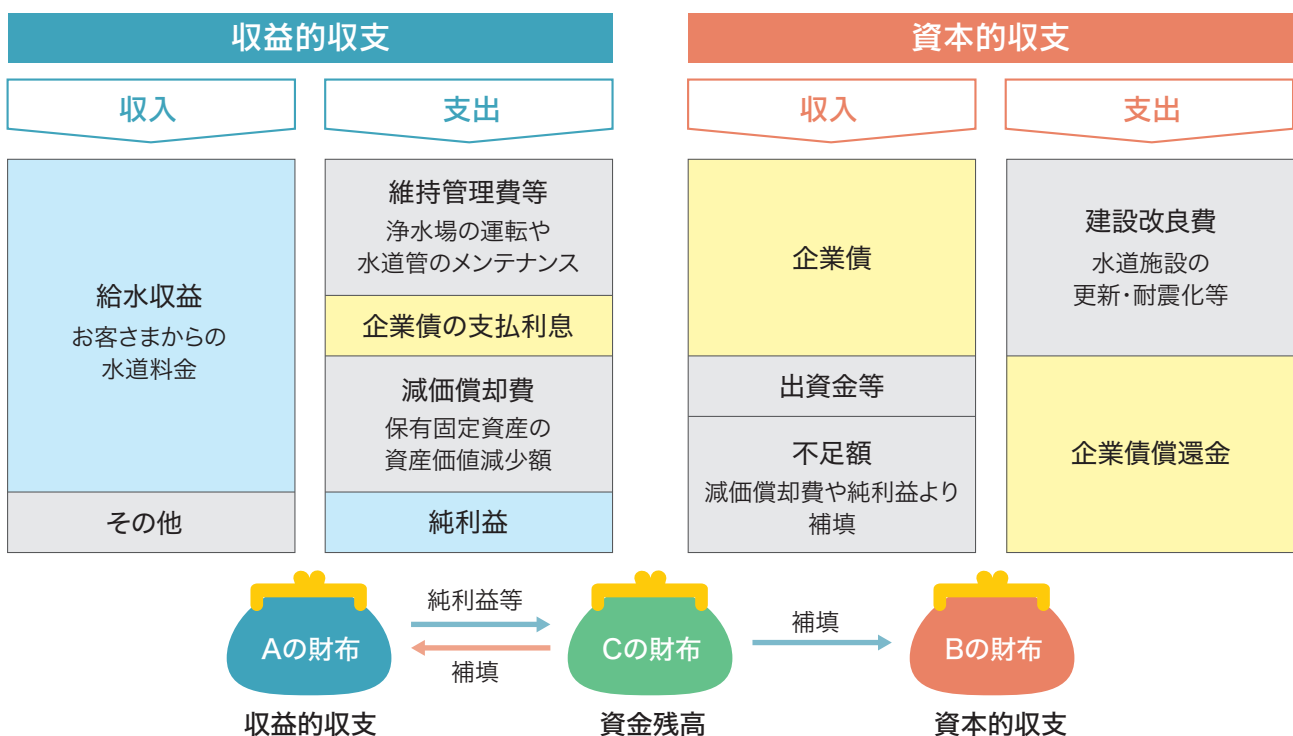 収益的収支
収入
支出
給水収益
お客さまからの
水道料金
その他
維持管理費等
浄水場の運転や
水道管のメンテナンス
企業債の支払利息
減価償却費
保有固定資産の
資産価値減少額
純利益
資本的収支
収入
支出
企業債
出資金等
不足額
減価償却費や純利益より
補填
建設改良費
水道施設の
更新・耐震化等
企業債償還金
Aの財布
純利益等
補填
Cの財布
補填
Bの財布
収益的収支
資金残高
資本的収支